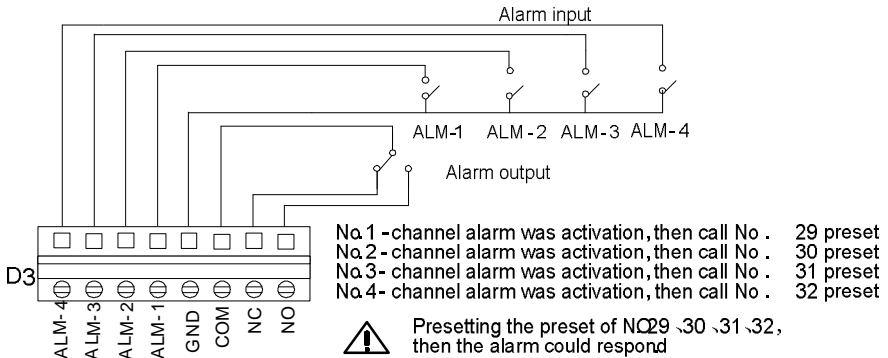 Alarm input
ALM-1 ALM-2 ALM-3 ALM-4
Alarm output
No.1-channel alarm was activation,then call No. 29 preset
No.2-channel alarm was activation,then call No. 30 preset
No.3-channel alarm was activation,then call No. 31 preset
No.4-channel alarm was activation,then call No. 32 preset
D3
ALM-4 ALM-3 ALM-2 ALM-1 GND COM NC NO
Presetting the preset of NO.29、30、31、32,
then the alarm could respond.